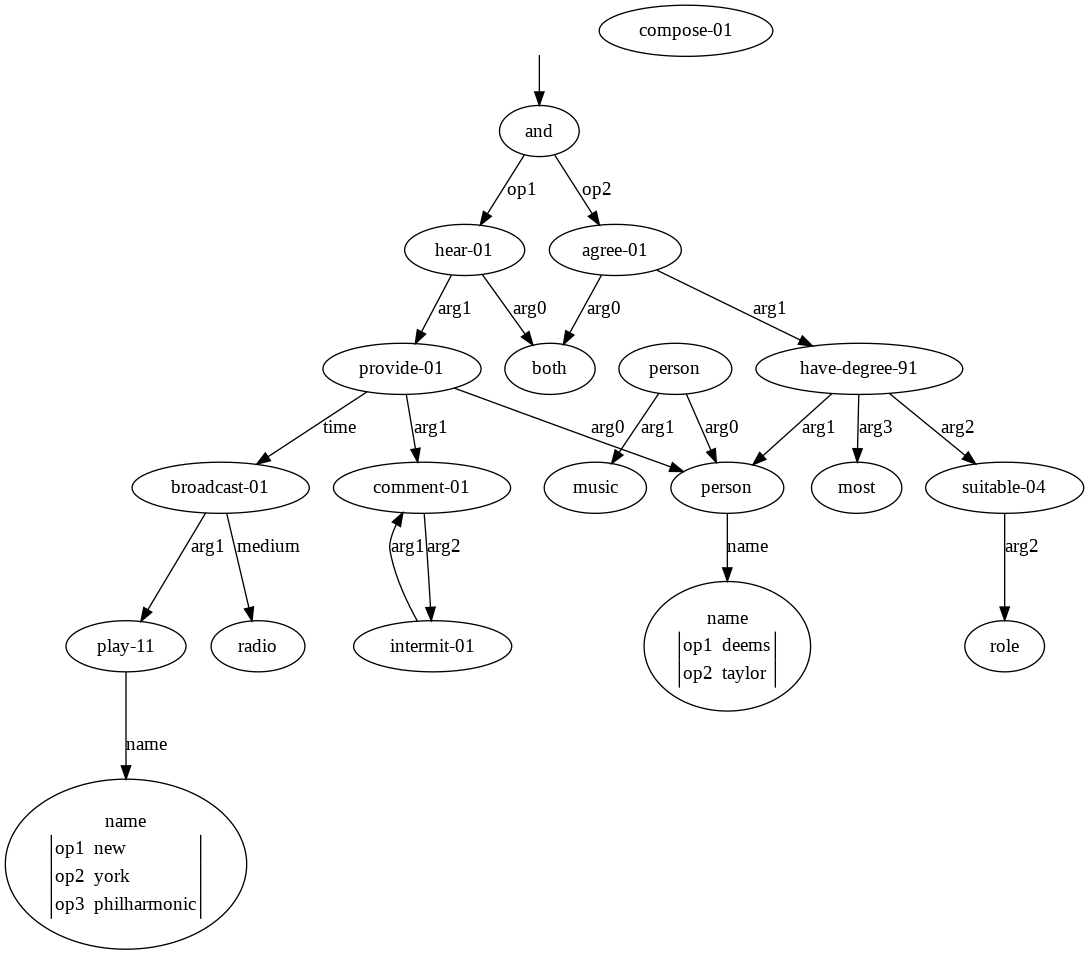 compose-01
and
op1 op2
hear-01 agree-01
arg1 arg0 arg0 arg1
provide-01 both person have-degree-91
time arg1 arg0 arg1 arg0 arg1 arg3 arg2
broadcast-01 comment-01 music person most suitable-04
arg1 medium arg1 arg2 name arg2
play-11 radio intermit-01 role
name
op1 deems
op2 taylor
name
name
op1 new
op2 york
op3 philharmonic